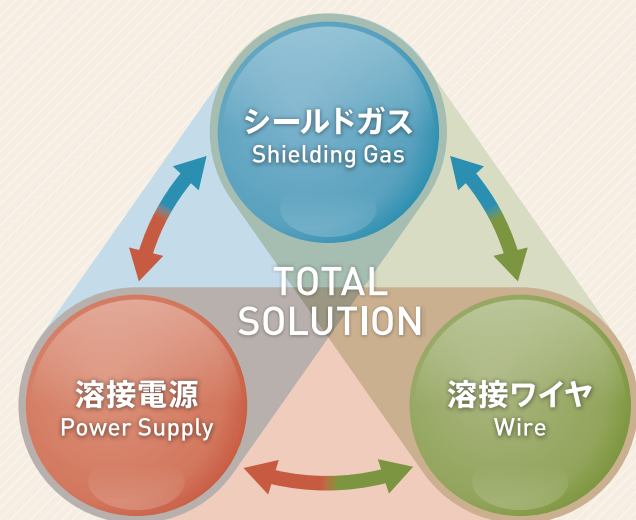 シールドガス
Shielding Gas
TOTAL
SOLUTION
溶接電源
Power Supply
溶接ワイヤ
Wire